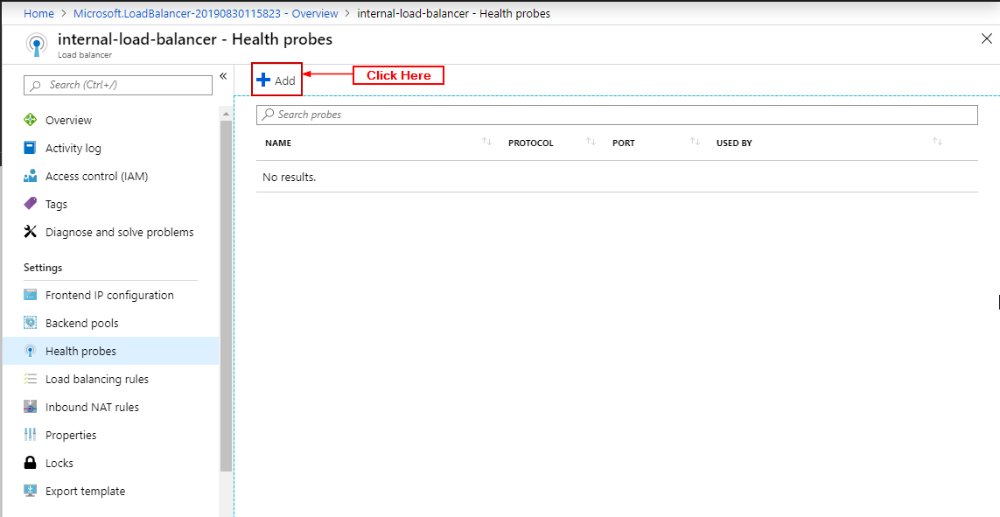 Home > Microsoft.LoadBalancer-20190830115823 - Overview > internal-load-balancer - Health probes
internal-load-balancer - Health probes
Load balancer
Search (Ctrl+/)
«
Add
Click Here
Search probes
NAME PROTOCOL PORT USED BY
No results.
Overview
Activity log
Access control (IAM)
Tags
Diagnose and solve problems
Settings
Frontend IP configuration
Backend pools
Health probes
Load balancing rules
Inbound NAT rules
Properties
Locks
Export template